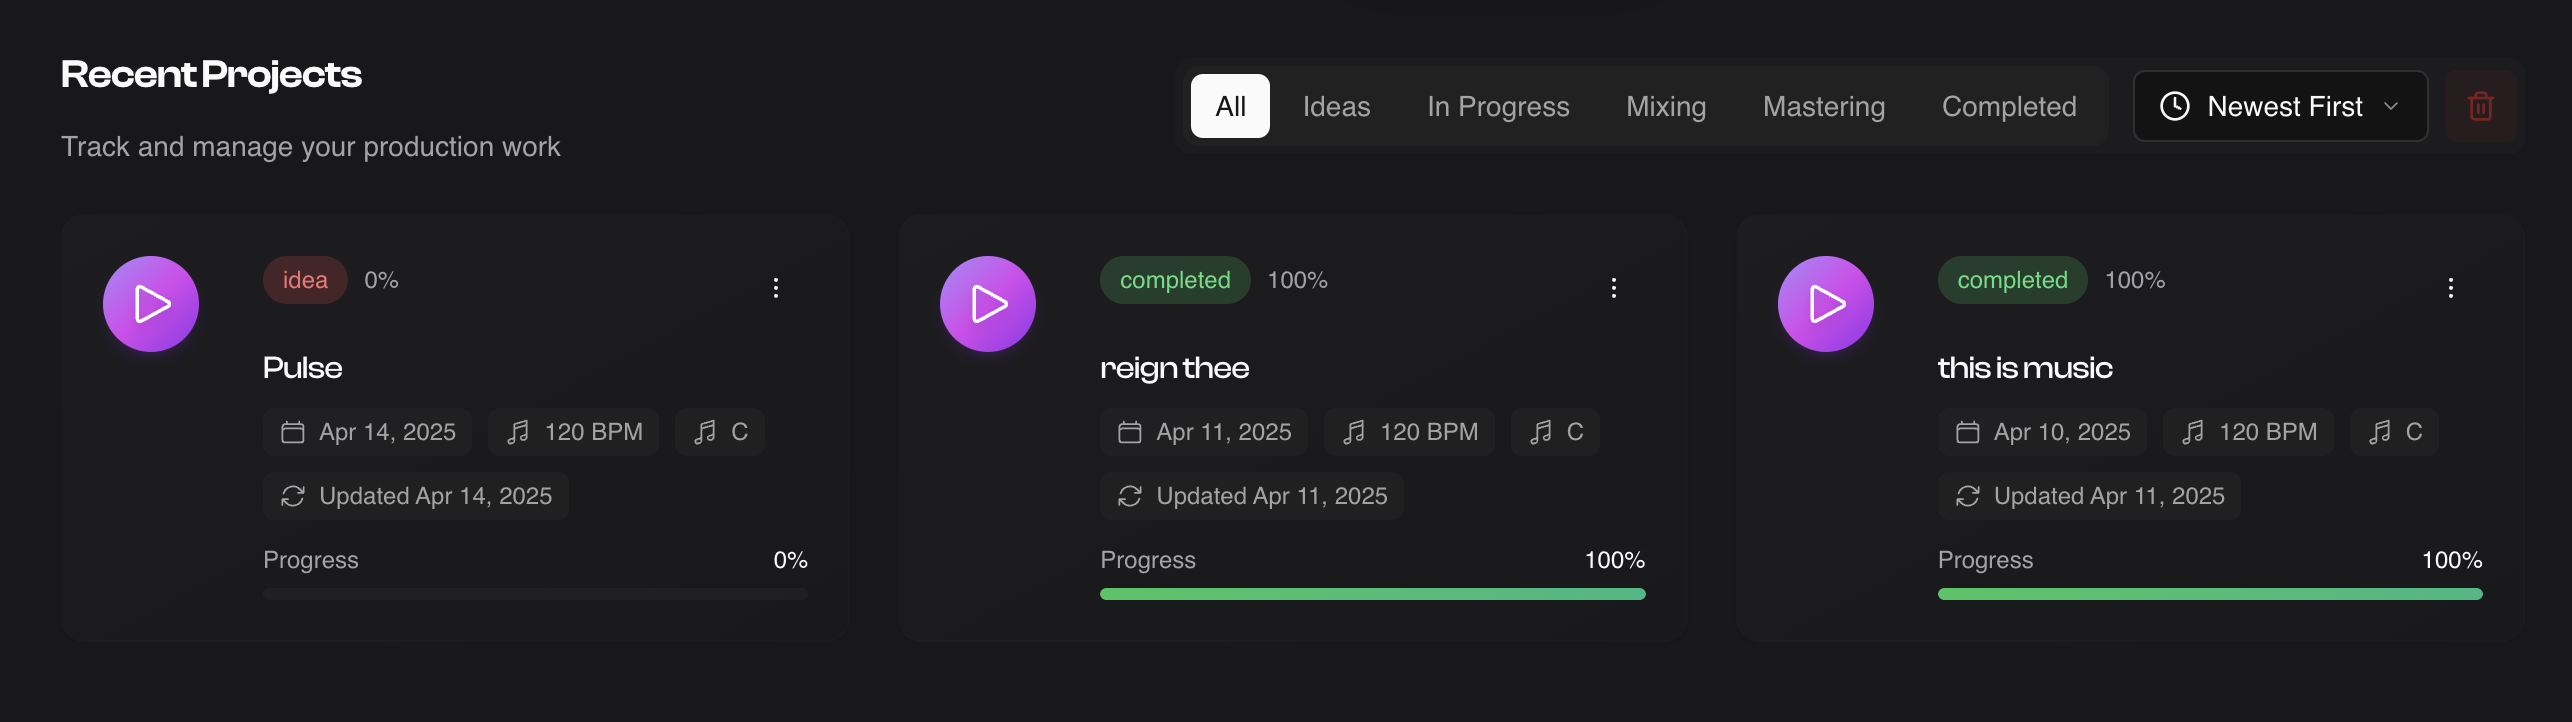 Recent Projects
Track and manage your production work
All Ideas In Progress Mixing Mastering Completed Newest First
idea 0%
Pulse
Apr 14, 2025 120 BPM C
Updated Apr 14, 2025
Progress 0%
completed 100%
reign thee
Apr 11, 2025 120 BPM C
Updated Apr 11, 2025
Progress 100%
completed 100%
this is music
Apr 10, 2025 120 BPM C
Updated Apr 11, 2025
Progress 100%